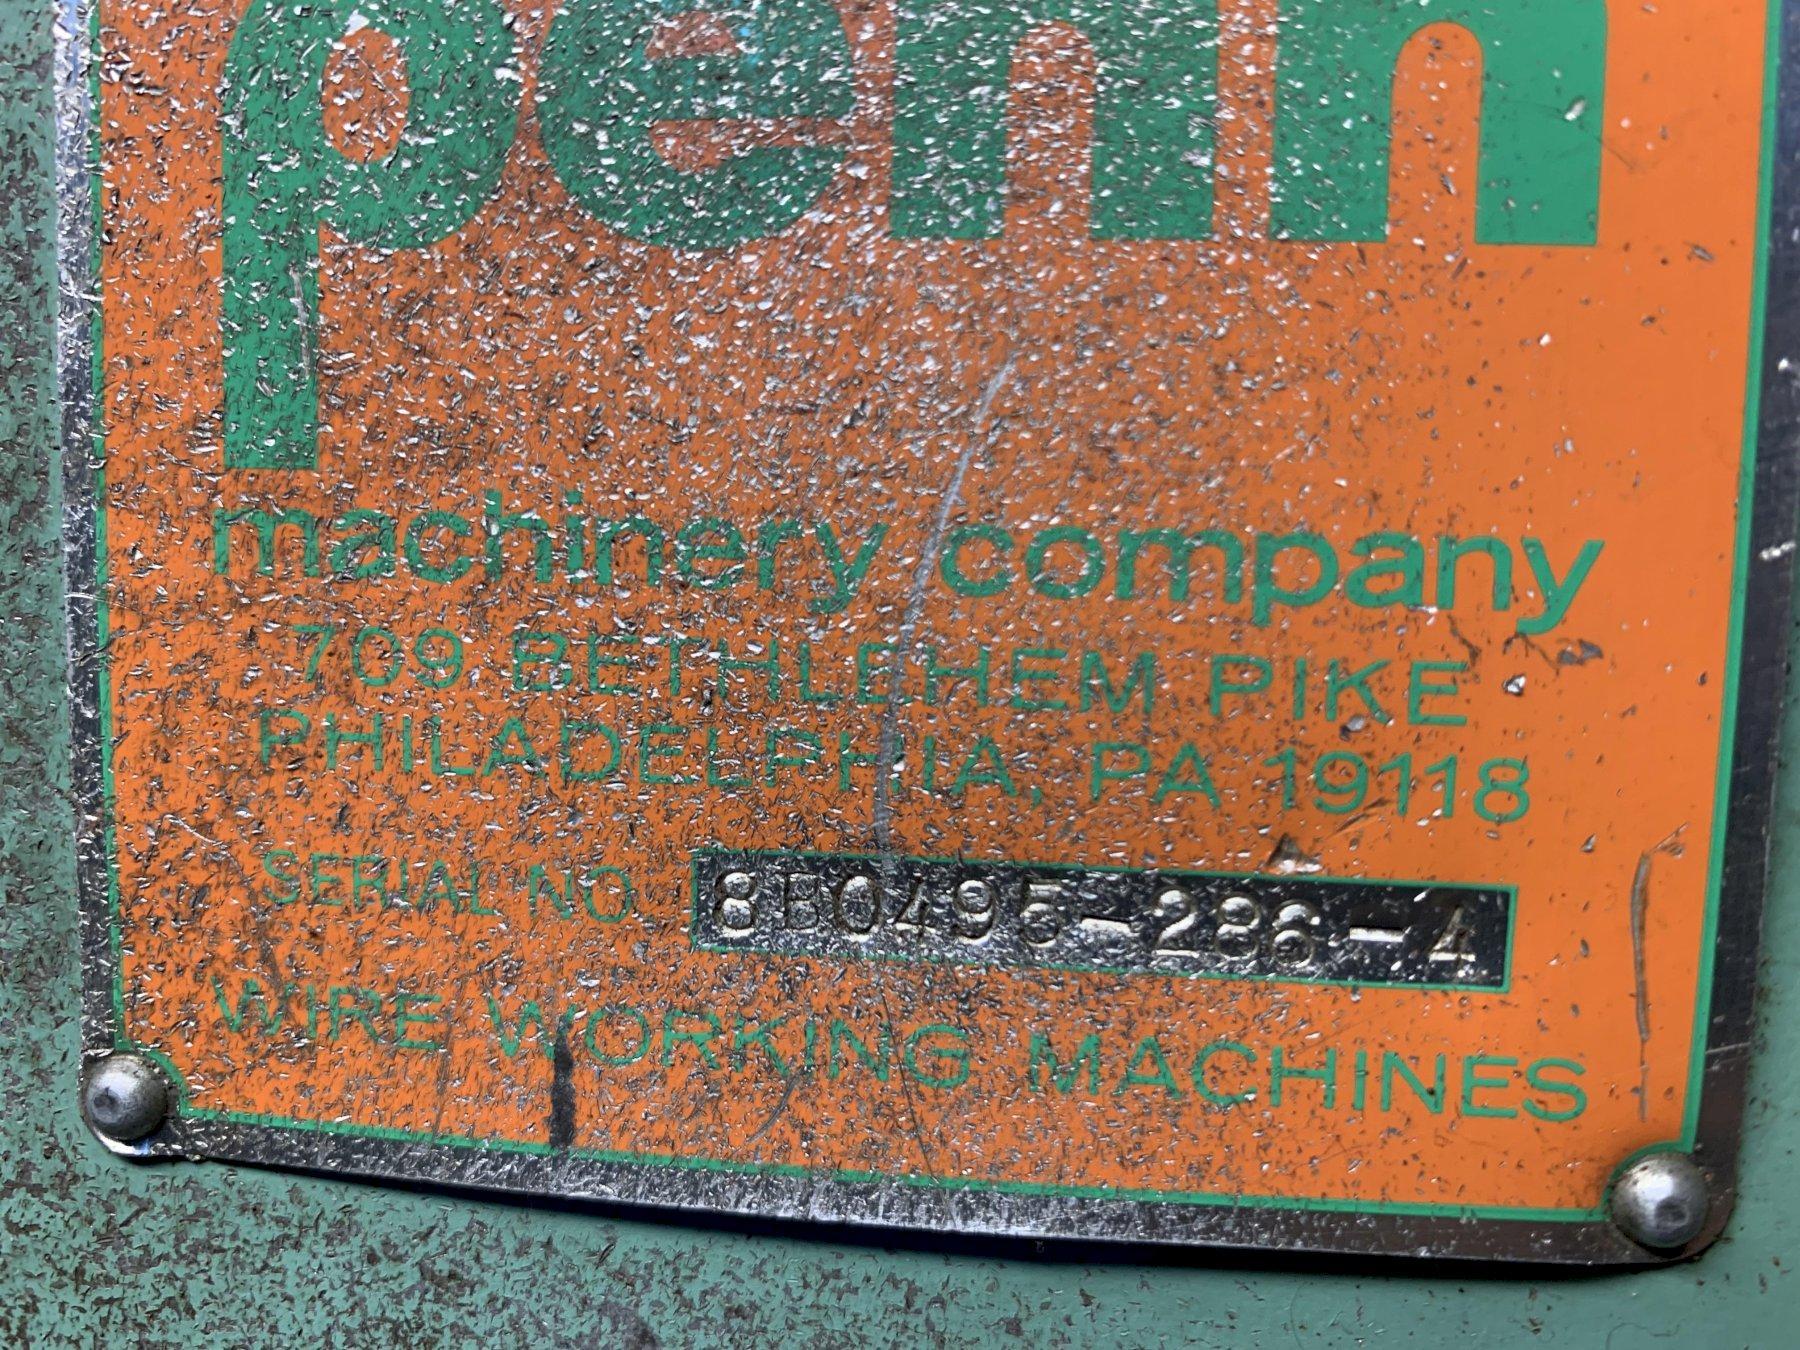 penn
machinery company
709 BETHLEHEM PIKE
PHILADELPHIA, PA 19118
SERIAL NO. 8B0495-286-4
WIRE WORKING MACHINES